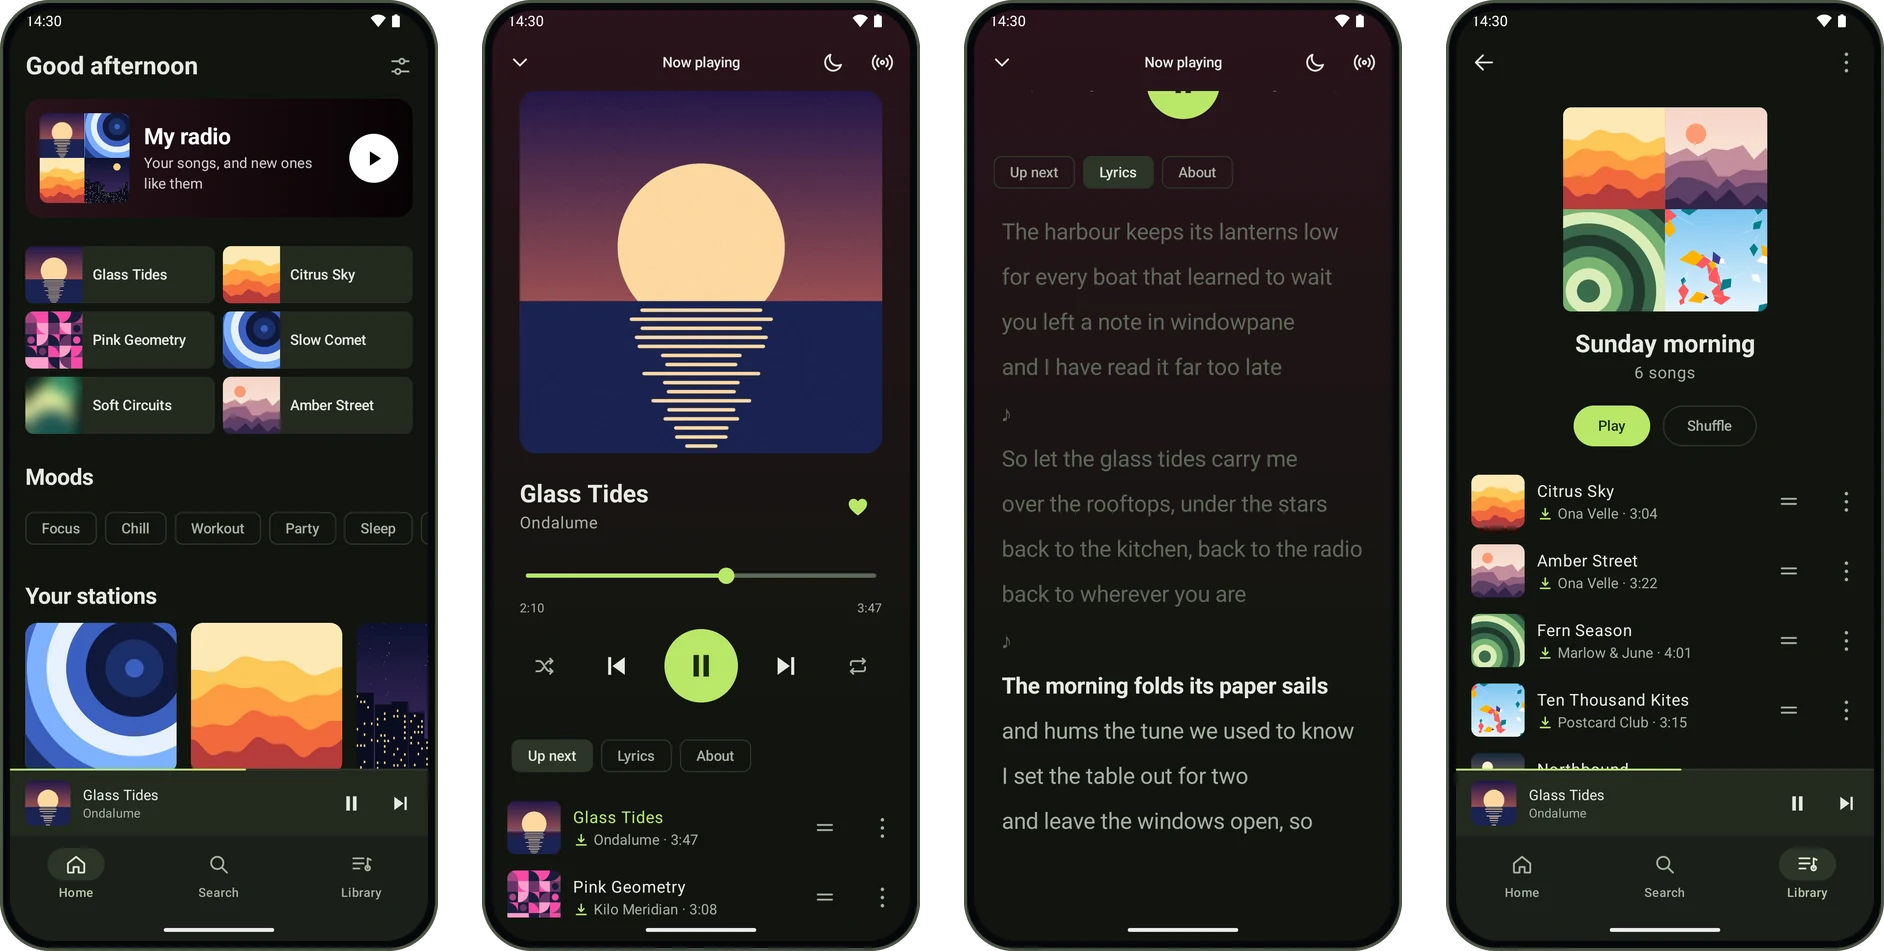 14:30
Good afternoon
My radio
Your songs, and new ones
like them
Glass Tides
Citrus Sky
Pink Geometry
Slow Comet
Soft Circuits
Amber Street
Moods
Focus
Chill
Workout
Party
Sleep
Your stations
Glass Tides
Ondalume
Home
Search
Library
14:30
Now playing
Glass Tides
Ondalume
2:10
3:47
Up next
Lyrics
About
Glass Tides
Ondalume · 3:47
Pink Geometry
Kilo Meridian · 3:08
14:30
Now playing
Up next
Lyrics
About
The harbour keeps its lanterns low
for every boat that learned to wait
you left a note in windowpane
and I have read it far too late
♪
So let the glass tides carry me
over the rooftops, under the stars
back to the kitchen, back to the radio
back to wherever you are
♪
The morning folds its paper sails
and hums the tune we used to know
I set the table out for two
and leave the windows open, so
14:30
Sunday morning
6 songs
Play
Shuffle
Citrus Sky
Ona Velle · 3:04
Amber Street
Ona Velle · 3:22
Fern Season
Marlow & June · 4:01
Ten Thousand Kites
Postcard Club · 3:15
Northbound
Glass Tides
Ondalume
Home
Search
Library